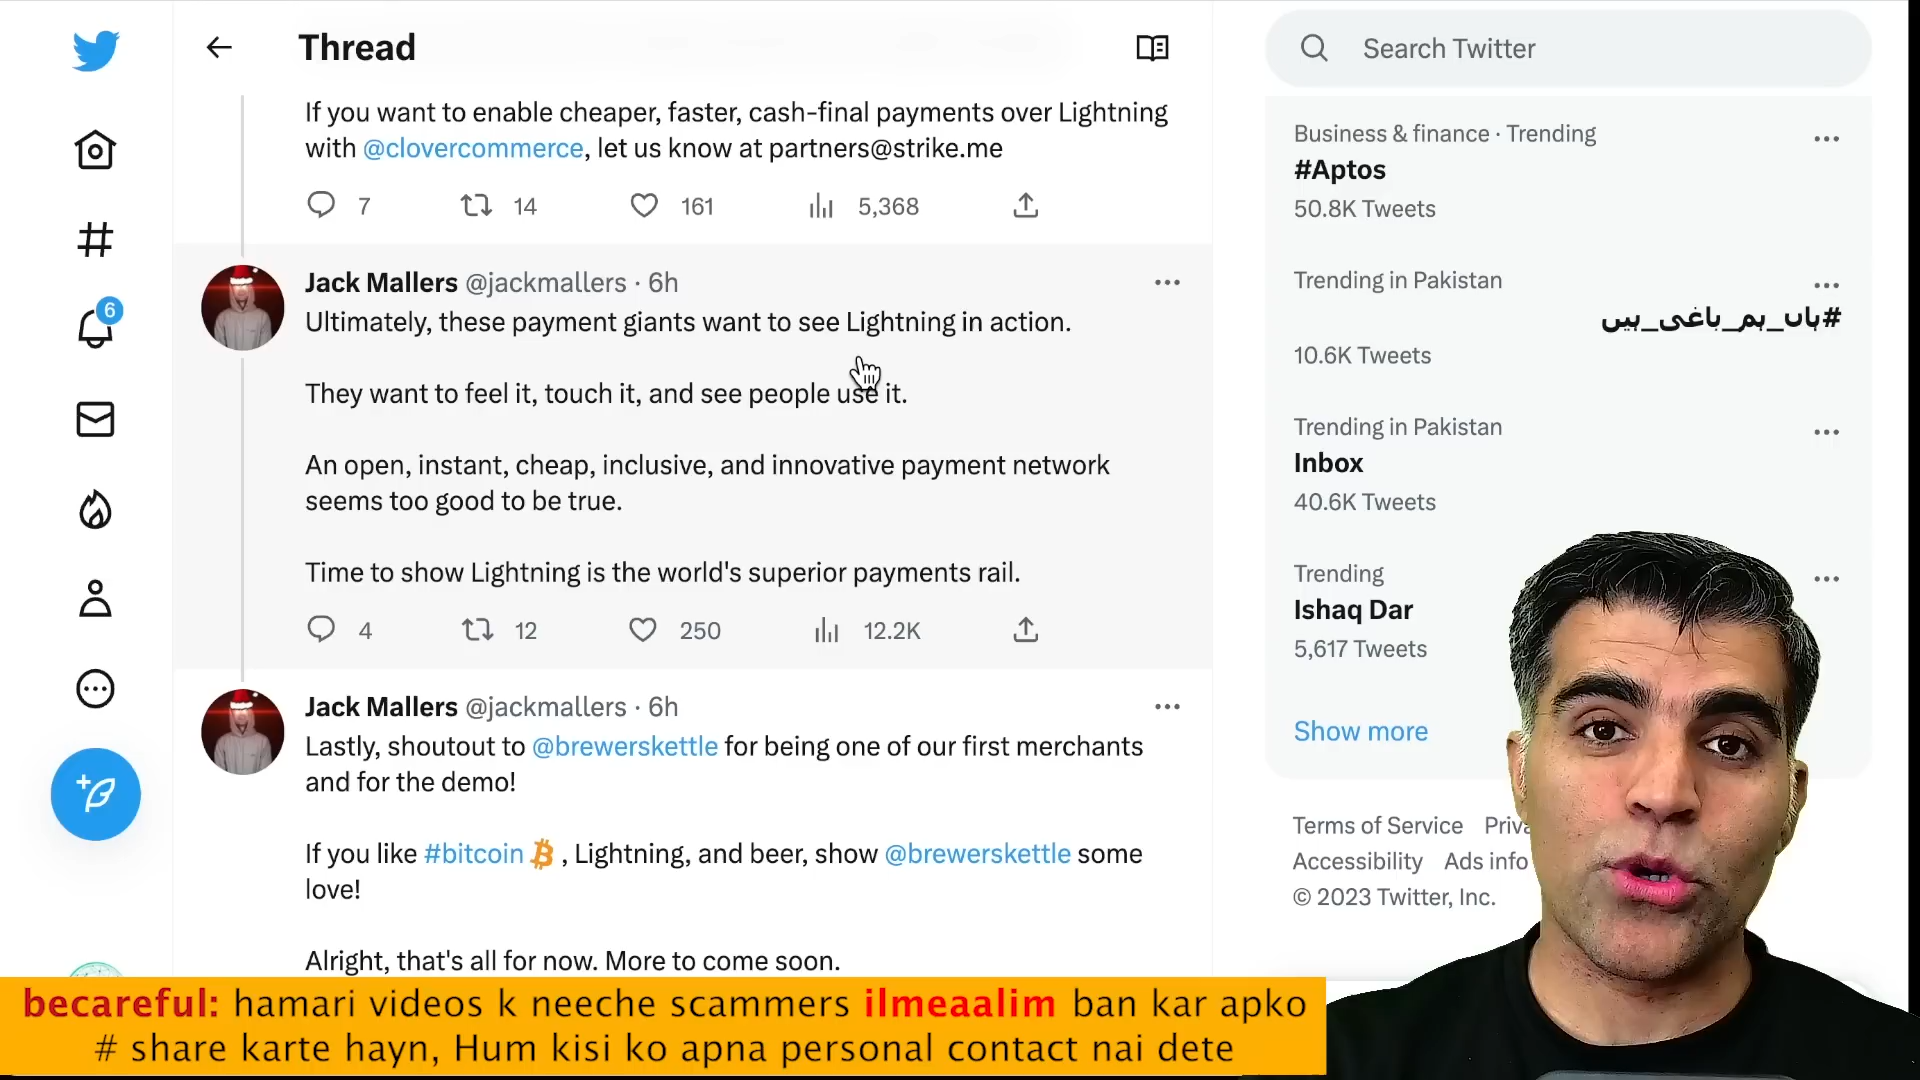 Thread
If you want to enable cheaper, faster, cash-final payments over Lightning
with @clovercommerce, let us know at partners@strike.me
7 14 161 5,368
Jack Mallers @jackmallers · 6h
Ultimately, these payment giants want to see Lightning in action.
They want to feel it, touch it, and see people use it.
An open, instant, cheap, inclusive, and innovative payment network
seems too good to be true.
Time to show Lightning is the world's superior payments rail.
4 12 250 12.2K
Jack Mallers @jackmallers · 6h
Lastly, shoutout to @brewerskettle for being one of our first merchants
and for the demo!
If you like #bitcoin , Lightning, and beer, show @brewerskettle some
love!
Alright, that's all for now. More to come soon.
6
Search Twitter
Business & finance · Trending
#Aptos
50.8K Tweets
Trending in Pakistan
#ہاں_ہم_باغی_ہیں
10.6K Tweets
Trending in Pakistan
Inbox
40.6K Tweets
Trending
Ishaq Dar
5,617 Tweets
Show more
Terms of Service
Accessibility Ads info
© 2023 Twitter, Inc.
becareful: hamari videos k neeche scammers ilmeaalim ban kar apko
# share karte hayn, Hum kisi ko apna personal contact nai dete